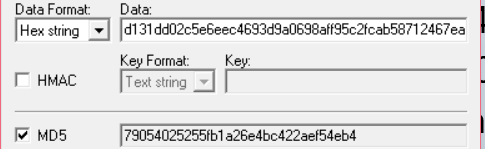 Data Format: Data:
Hex string d131dd02c5e6eec4693d9a0698aff95c2fcab58712467ea
Key Format: Key:
HMAC Text string
MD5 79054025255fb1a26e4bc422aef54eb4